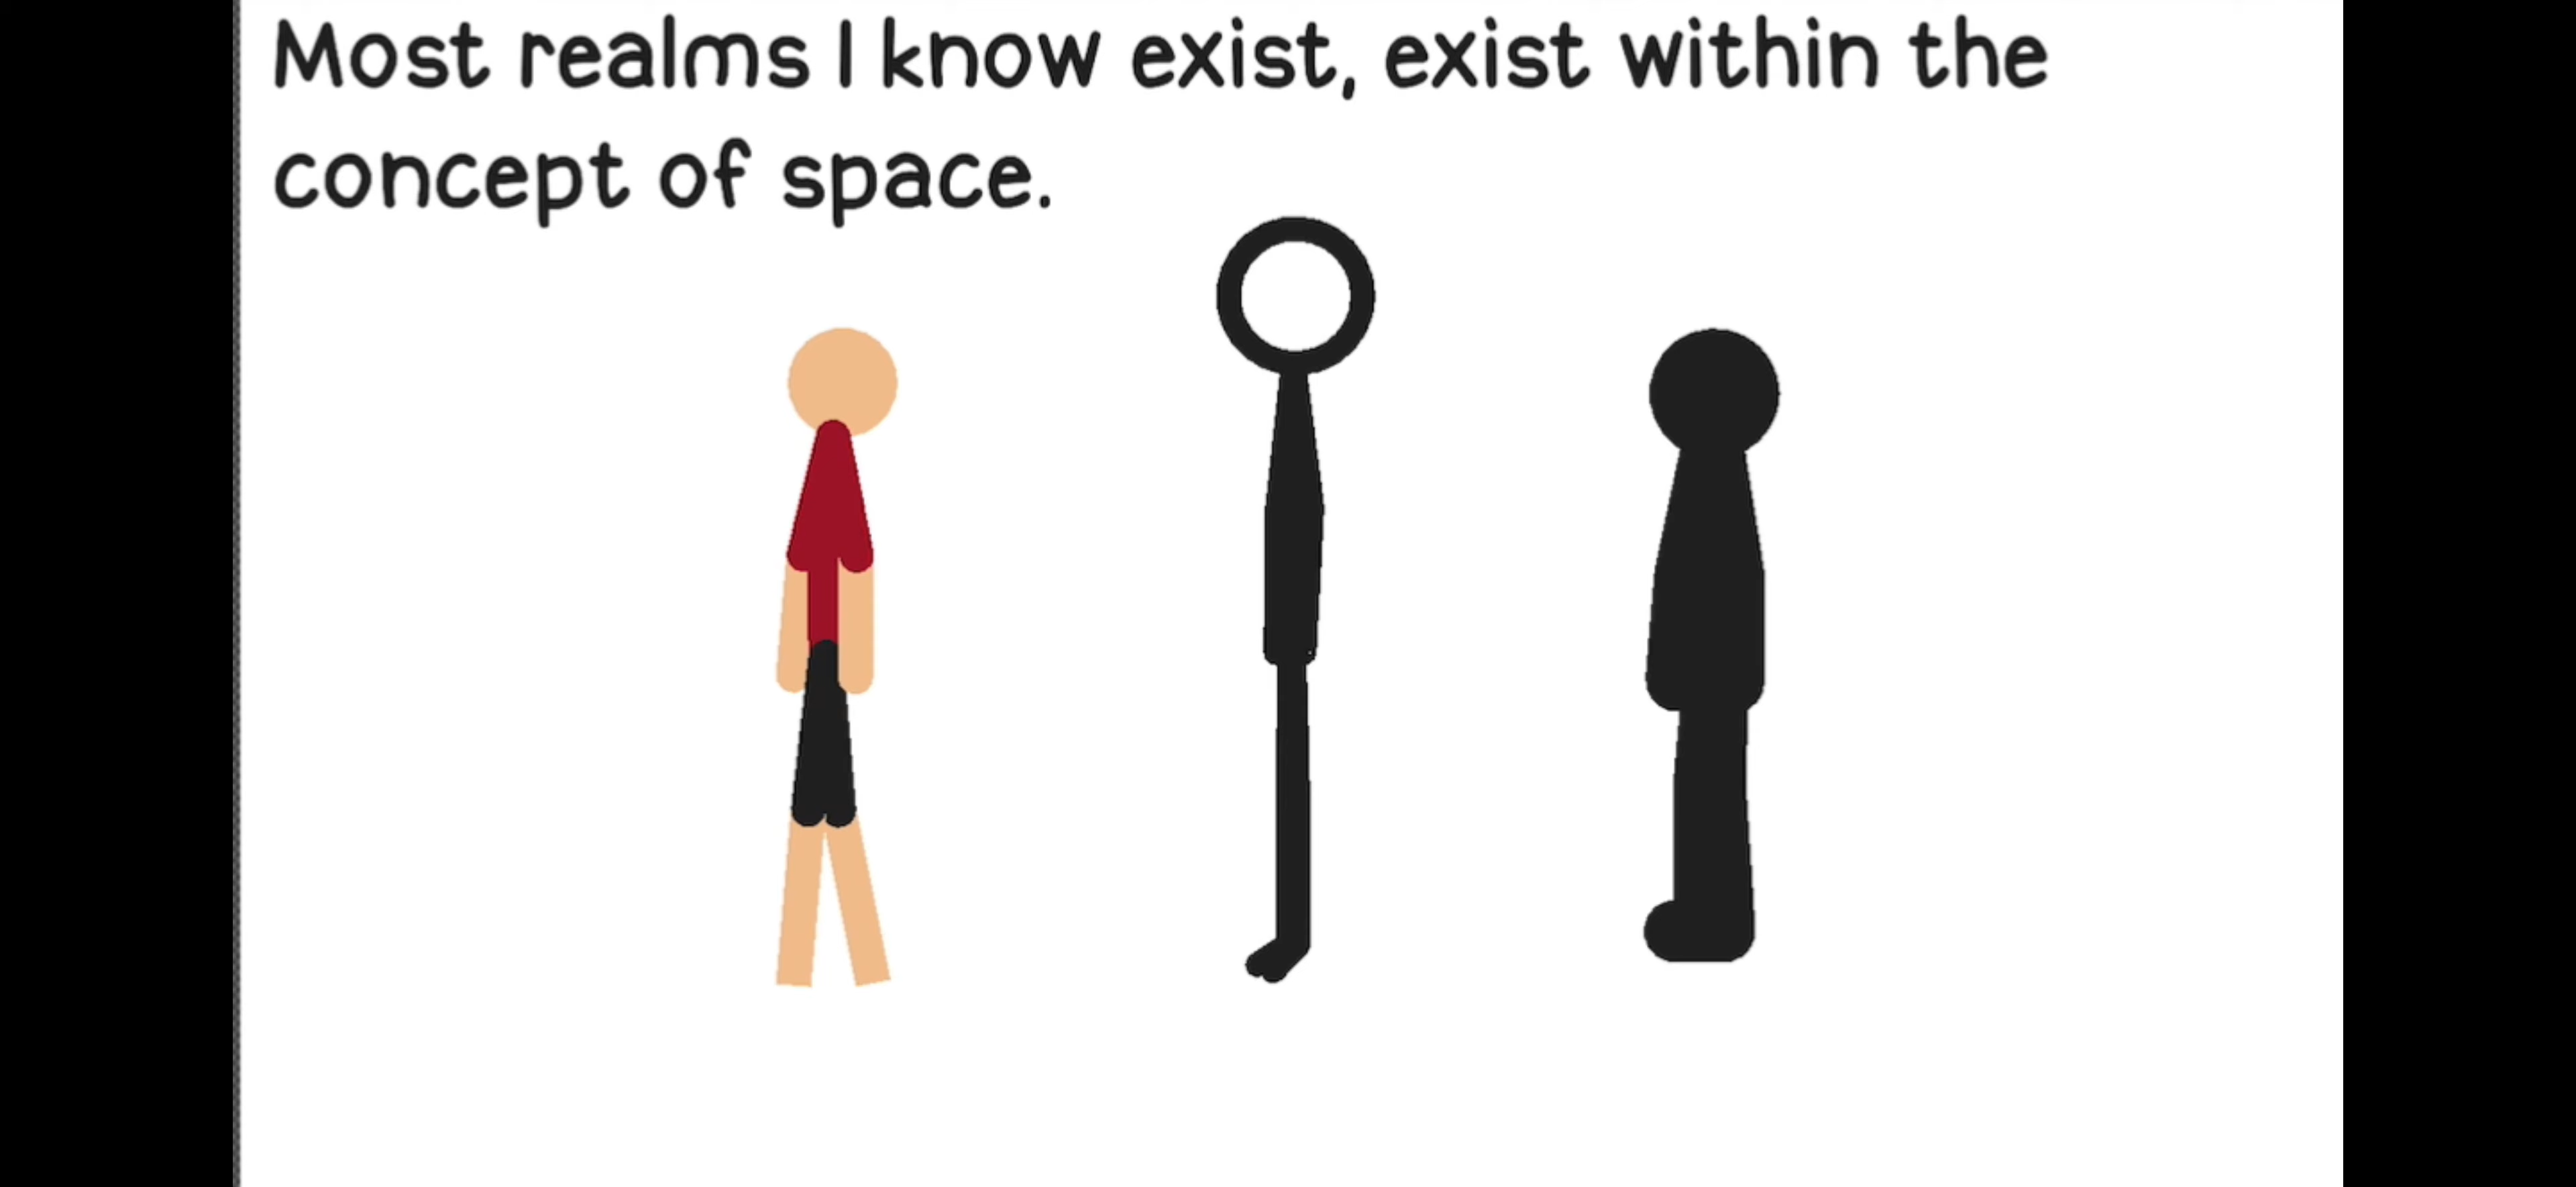 Most realms I know exist, exist within the
concept of space.